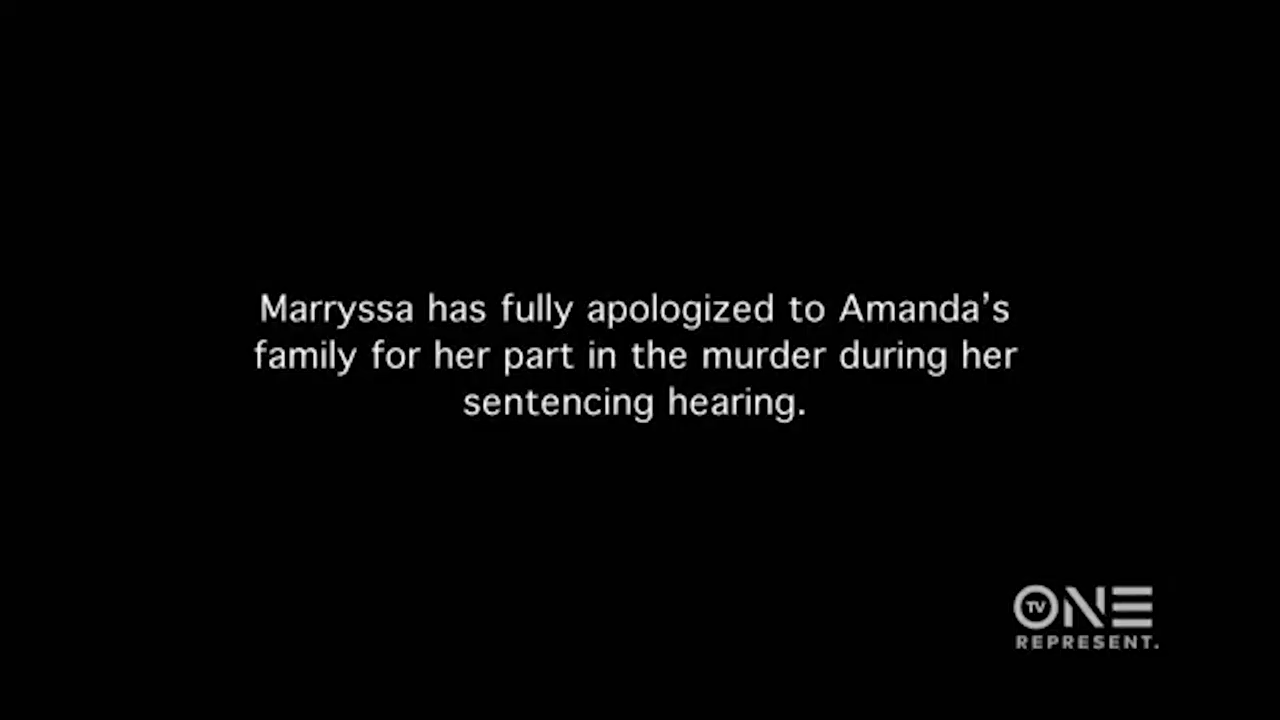 Marryssa has fully apologized to Amanda's
family for her part in the murder during her
sentencing hearing.
TV ONE
REPRESENT.